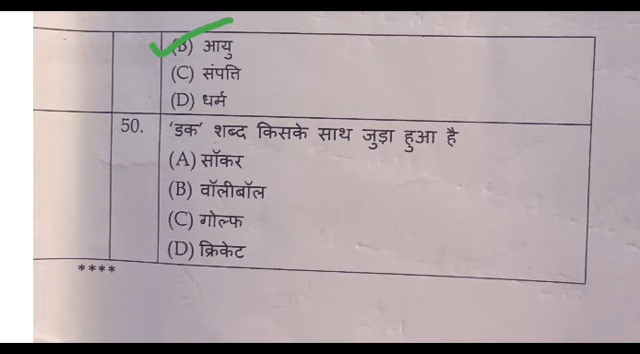 (B) आयु
(C) संपत्ति
(D) धर्म
50. 'डक' शब्द किसके साथ जुड़ा हुआ है
(A) सॉकर
(B) वॉलीबॉल
(C) गोल्फ
(D) क्रिकेट
****